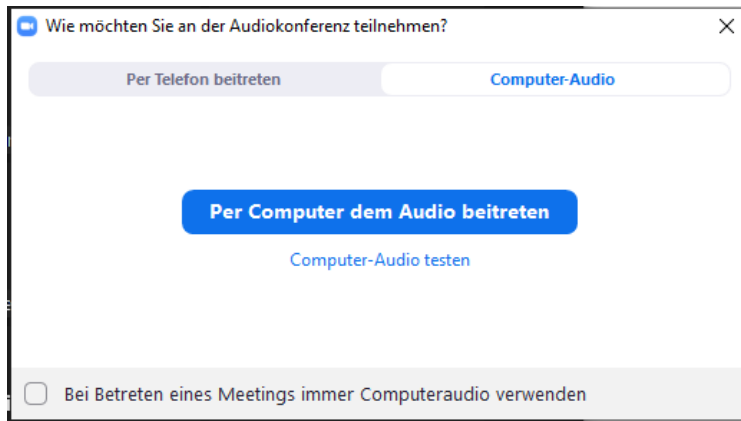 Wie möchten Sie an der Audiokonferenz teilnehmen?
Per Telefon beitreten
Computer-Audio
Per Computer dem Audio beitreten
Computer-Audio testen
Bei Betreten eines Meetings immer Computeraudio verwenden